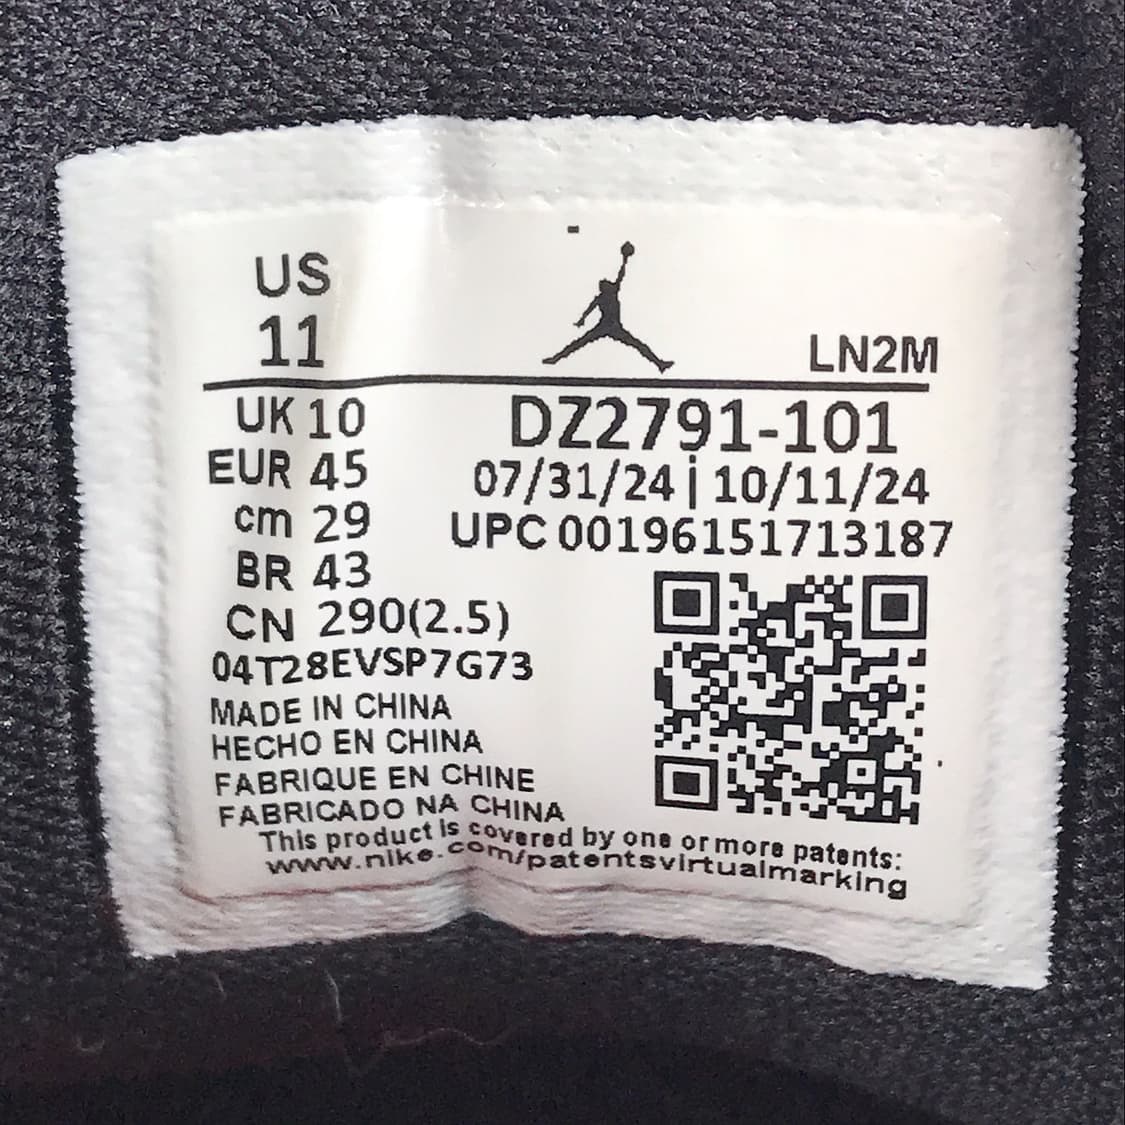 US
11
LN2M
UK 10
EUR 45
cm 29
BR 43
CN 290(2.5)
DZ2791-101
07/31/24 | 10/11/24
UPC 00196151713187
04T28EVSP7G73
MADE IN CHINA
HECHO EN CHINA
FABRIQUE EN CHINE
FABRICADO NA CHINA
This product is covered by one or more patents:
www.nike.com/patentsvirtualmarking